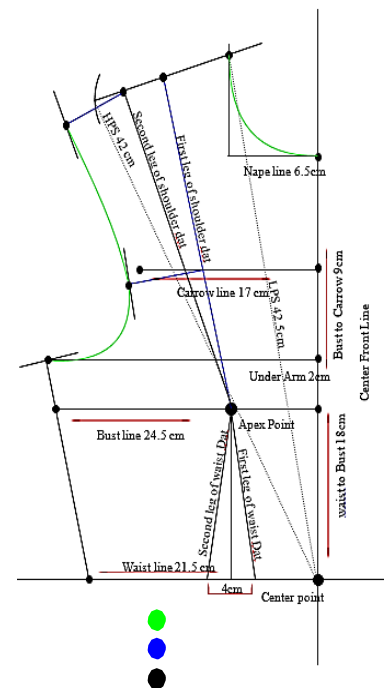 HPS 42 cm
Second leg of shoulder dat
First leg of shoulder dat
Nape line 6.5cm
Carrow line 17 cm
LPS 42.5cm
Bust to Carrow 9cm
Center Front Line
Under Arm 2cm
Apex Point
Bust line 24.5 cm
waist to Bust 18cm
Second leg of waist Dat
First leg of waist Dat
Waist line 21.5 cm
4cm
Center point